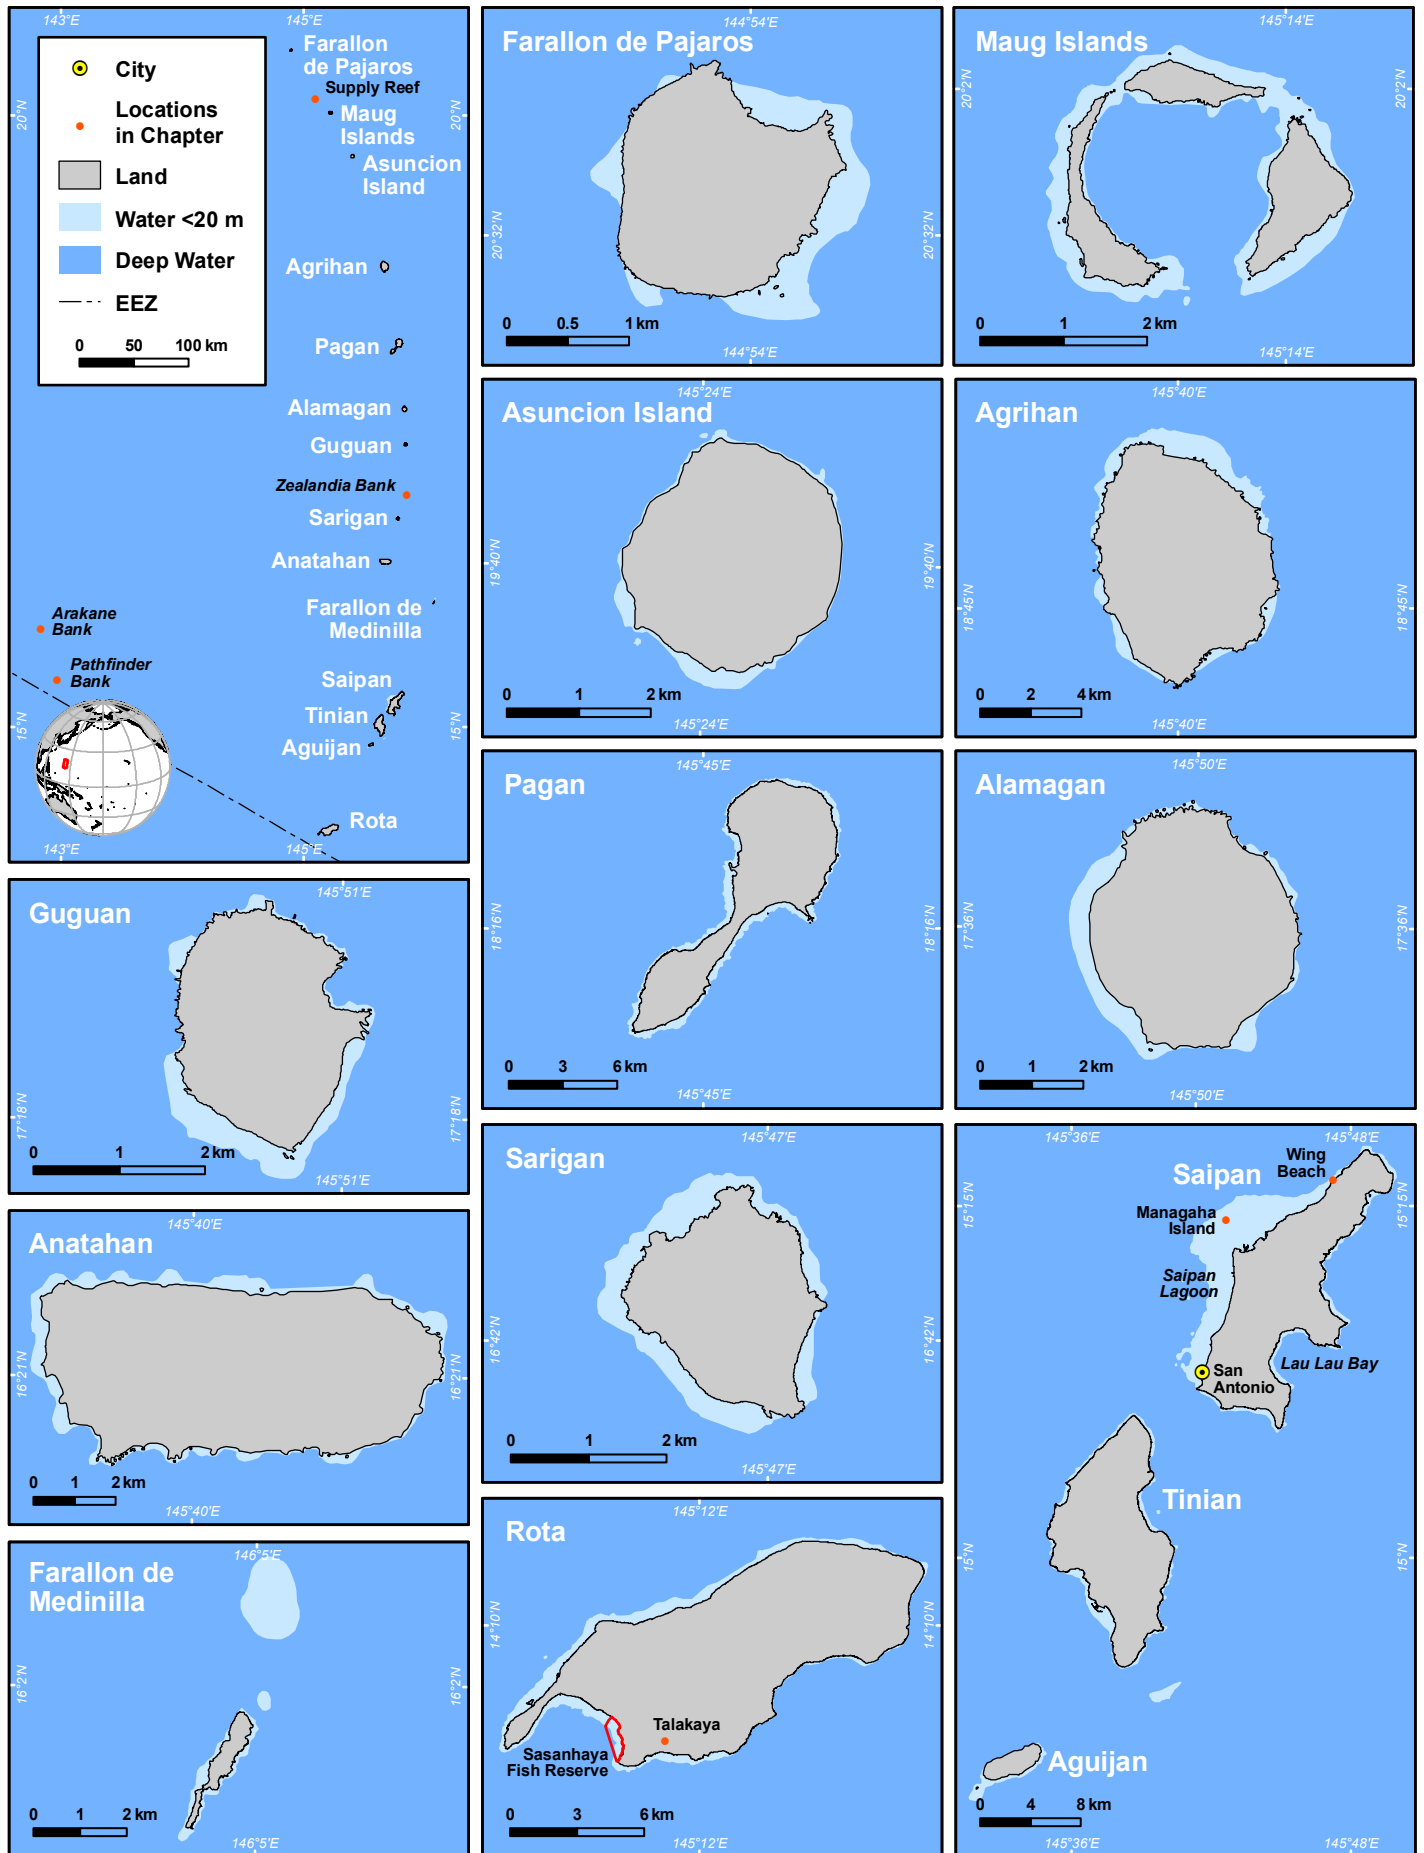 143°E
145°E
City
Locations
in Chapter
Land
Water <20 m
Deep Water
EEZ
0 50 100 km
Farallon
de Pajaros
Supply Reef
20°N
20°N
Maug
Islands
Asuncion
Island
Agrihan
Pagan
Alamagan
Guguan
Zealandia Bank
Sarigan
Anatahan
Farallon de
Medinilla
Arakane
Bank
Pathfinder
Bank
Saipan
Tinian
Aguijan
15°N
15°N
Rota
143°E
145°E
Farallon de Pajaros
144°54'E
20°32'N
20°32'N
0 0.5 1 km
144°54'E
Maug Islands
145°14'E
20°2'N
20°2'N
0 1 2 km
145°14'E
Asuncion Island
145°24'E
19°40'N
19°40'N
0 1 2 km
145°24'E
Agrihan
145°40'E
18°45'N
18°45'N
0 2 4 km
145°40'E
Pagan
145°45'E
18°16'N
18°16'N
0 3 6 km
145°45'E
Alamagan
145°50'E
17°36'N
17°36'N
0 1 2 km
145°50'E
Guguan
145°51'E
17°18'N
17°18'N
0 1 2 km
145°51'E
Sarigan
145°47'E
16°42'N
16°42'N
0 1 2 km
145°47'E
Anatahan
145°40'E
16°21'N
16°21'N
0 1 2 km
145°40'E
Farallon de
Medinilla
146°5'E
16°2'N
16°2'N
0 1 2 km
146°5'E
Rota
145°12'E
14°10'N
14°10'N
Talakaya
Sasanhaya
Fish Reserve
0 3 6 km
145°12'E
145°36'E
145°48'E
Saipan
Wing
Beach
15°15'N
15°15'N
Managaha
Island
Saipan
Lagoon
Lau Lau Bay
San
Antonio
Tinian
15°N
15°N
Aguijan
0 4 8 km
145°36'E
145°48'E